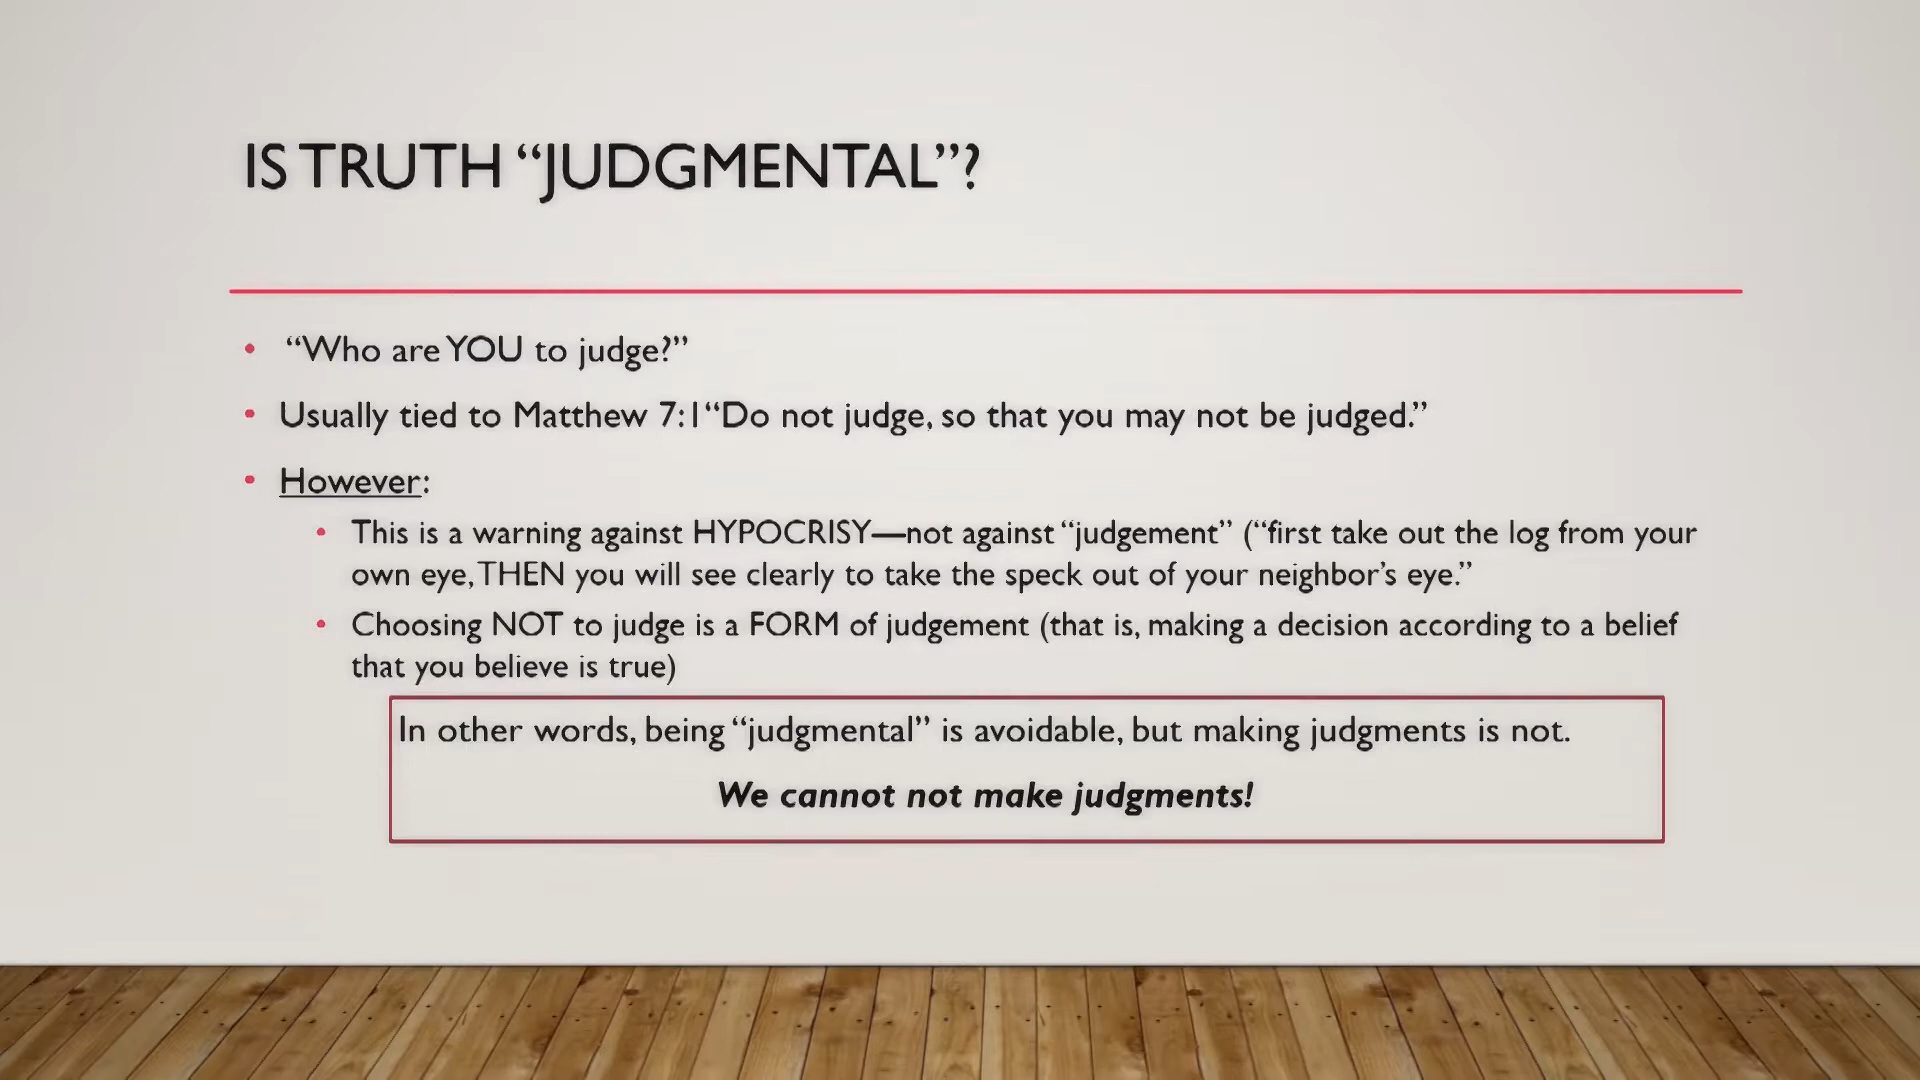 IS TRUTH “JUDGMENTAL”?
• “Who are YOU to judge?”
• Usually tied to Matthew 7:1 “Do not judge, so that you may not be judged.”
• However:
• This is a warning against HYPOCRISY—not against “judgement” (“first take out the log from your
own eye, THEN you will see clearly to take the speck out of your neighbor’s eye.”
• Choosing NOT to judge is a FORM of judgement (that is, making a decision according to a belief
that you believe is true)
In other words, being “judgmental” is avoidable, but making judgments is not.
We cannot not make judgments!